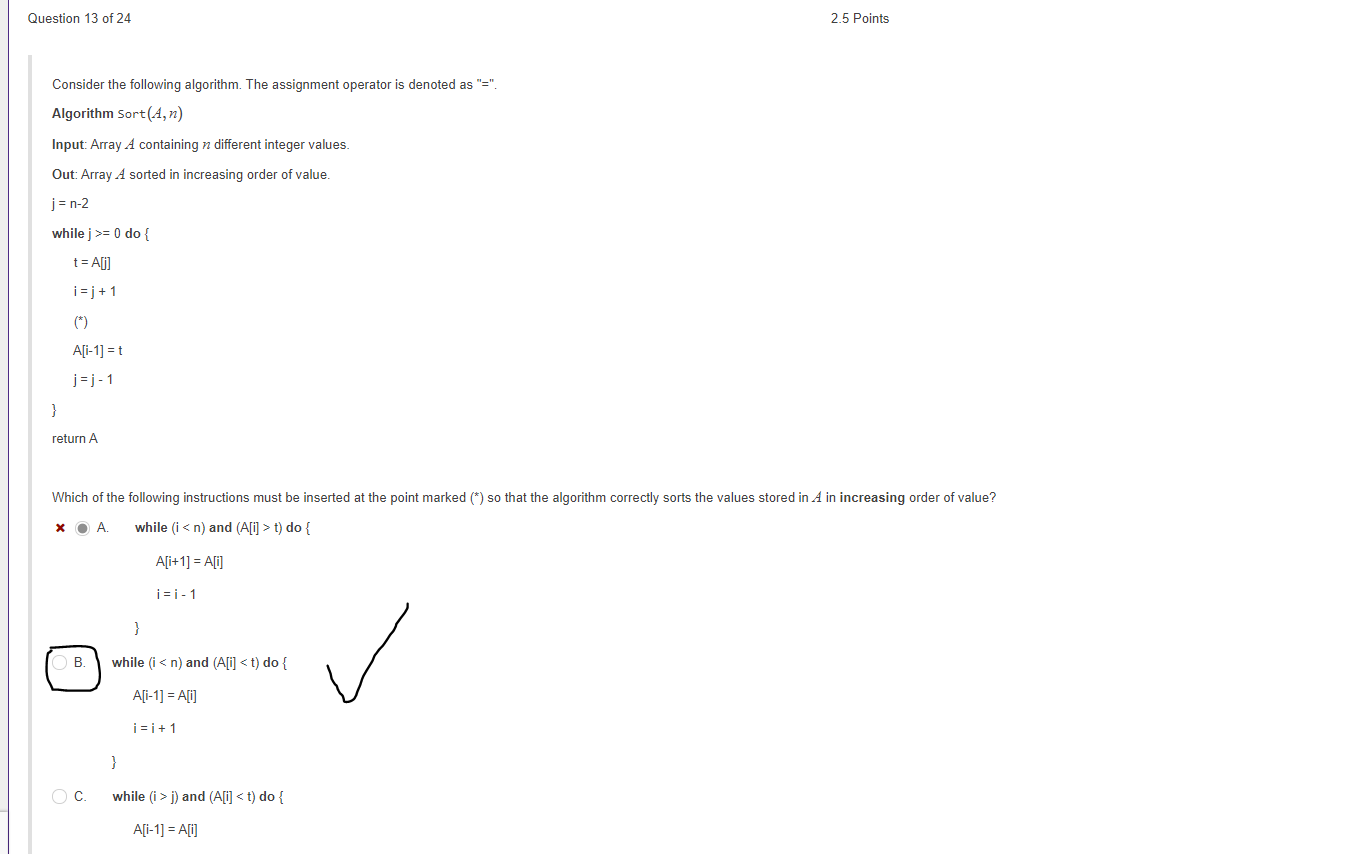 Question 13 of 24
2.5 Points
Consider the following algorithm. The assignment operator is denoted as "=".
Algorithm Sort(A, n)
Input: Array A containing n different integer values.
Out: Array A sorted in increasing order of value.
j = n-2
while j >= 0 do {
t = A[j]
i = j + 1
(*)
A[i-1] = t
j = j - 1
}
return A
Which of the following instructions must be inserted at the point marked (*) so that the algorithm correctly sorts the values stored in A in increasing order of value?
A. while (i < n) and (A[i] > t) do {
A[i+1] = A[i]
i = i - 1
}
B. while (i < n) and (A[i] < t) do {
A[i-1] = A[i]
i = i + 1
}
C. while (i > j) and (A[i] < t) do {
A[i-1] = A[i]